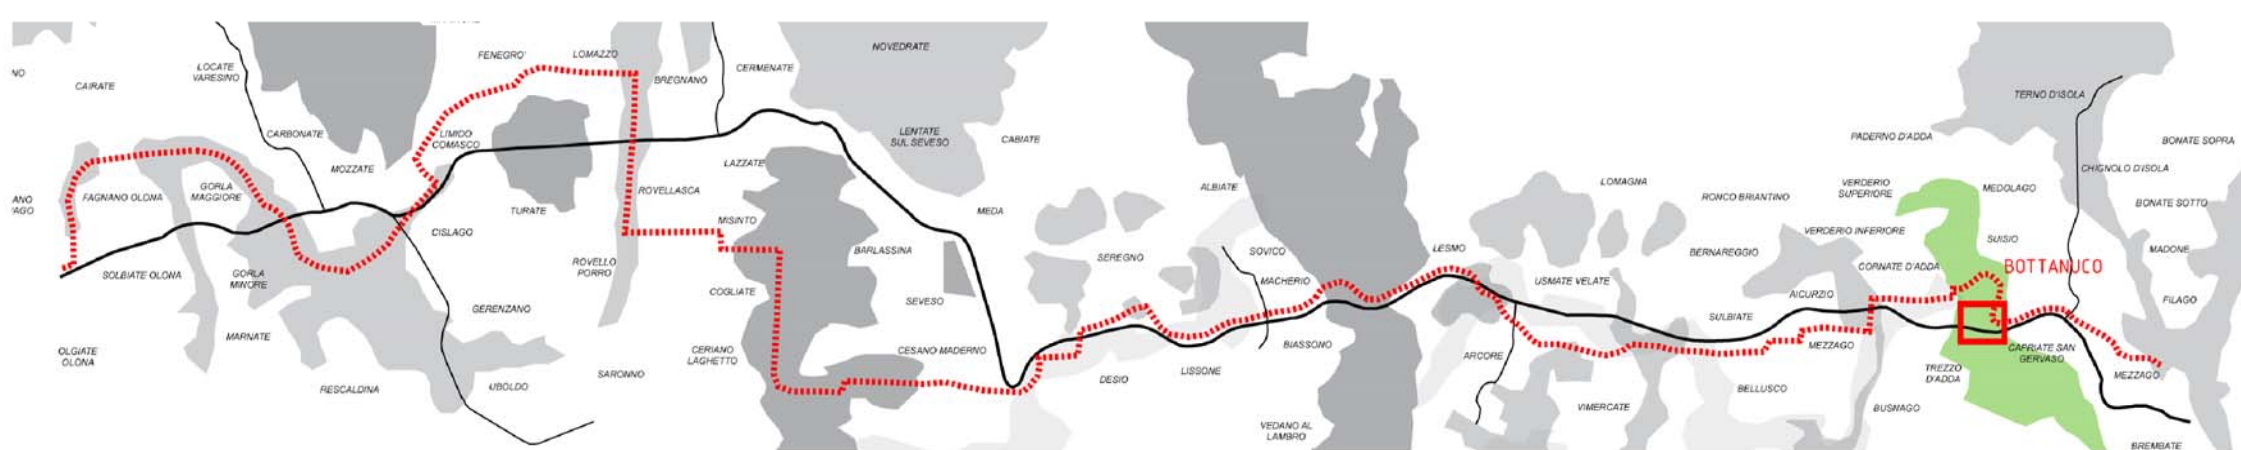 NO
CAIRATE
LOCATE
VARESINO
FENEGRO'
LOMAZZO
BREGNANO
CERMENATE
NOVEDRATE
CARBONATE
MOZZATE
LIMIDO
COMASCO
LENTATE
SUL SEVESO
CABIATE
ANO
'AGO
FAGNANO OLONA
GORLA
MAGGIORE
TURATE
CISLAGO
ROVELLASCA
LAZZATE
MISINTO
MEDA
BARLASSINA
SOLBIATE OLONA
GORLA
MINORE
ROVELLO
PORRO
COGLIATE
SEVESO
GERENZANO
MARNATE
OLGIATE
OLONA
RESCALDINA
UBOLDO
SARONNO
CERIANO
LAGHETTO
CESANO MADERNO
SEREGNO
ALBIATE
SOVICO
MACHERIO
DESIO
LISSONE
BIASSONO
VEDANO AL
LAMBRO
LESMO
ARCORE
USMATE VELATE
LOMAGNA
RONCO BRIANTINO
BERNAREGGIO
SULBIATE
AICURZIO
MEZZAGO
BELLUSCO
VIMERCATE
BUSNAGO
VERDERIO
SUPERIORE
VERDERIO INFERIORE
CORNATE D'ADDA
PADERNO D'ADDA
MEDOLAGO
SUISIO
BOTTANUCO
TREZZO
D'ADDA
CAPRIATE SAN
GERVASO
TERNO D'ISOLA
CHIGNOLO D'ISOLA
BONATE SOPRA
BONATE SOTTO
MADONE
FILAGO
MEZZAGO
BREMBATE